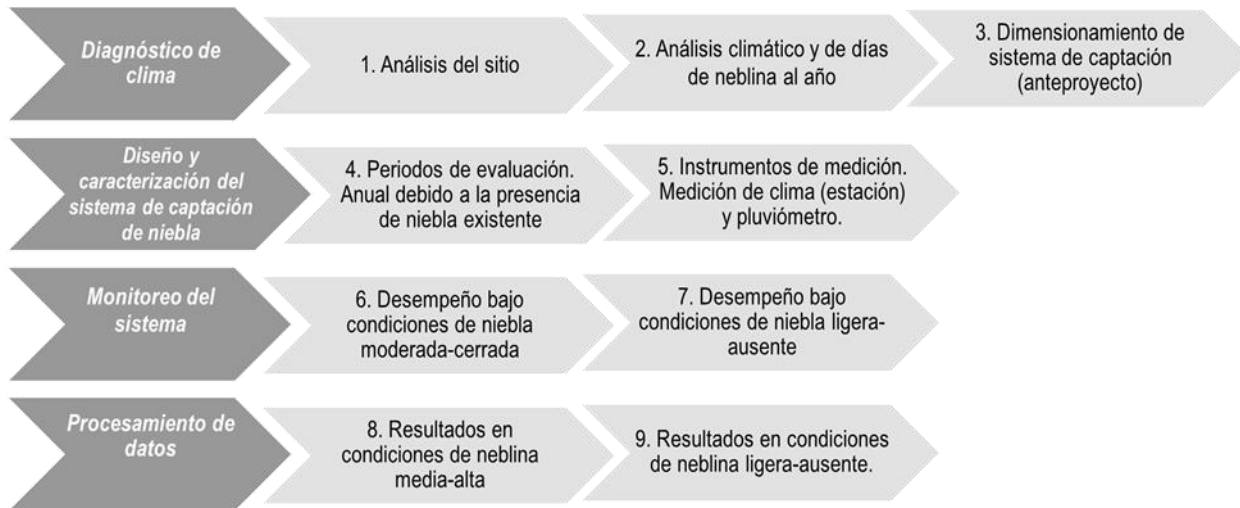 Diagnóstico de
clima
1. Análisis del sitio
2. Análisis climático y de días
de neblina al año
3. Dimensionamiento de
sistema de captación
(anteproyecto)
Diseño y
caracterización del
sistema de captación
de niebla
4. Periodos de evaluación.
Anual debido a la presencia
de niebla existente
5. Instrumentos de medición.
Medición de clima (estación)
y pluviómetro.
Monitoreo del
sistema
6. Desempeño bajo
condiciones de niebla
moderada-cerrada
7. Desempeño bajo
condiciones de niebla ligera-
ausente
Procesamiento de
datos
8. Resultados en
condiciones de neblina
media-alta
9. Resultados en condiciones
de neblina ligera-ausente.